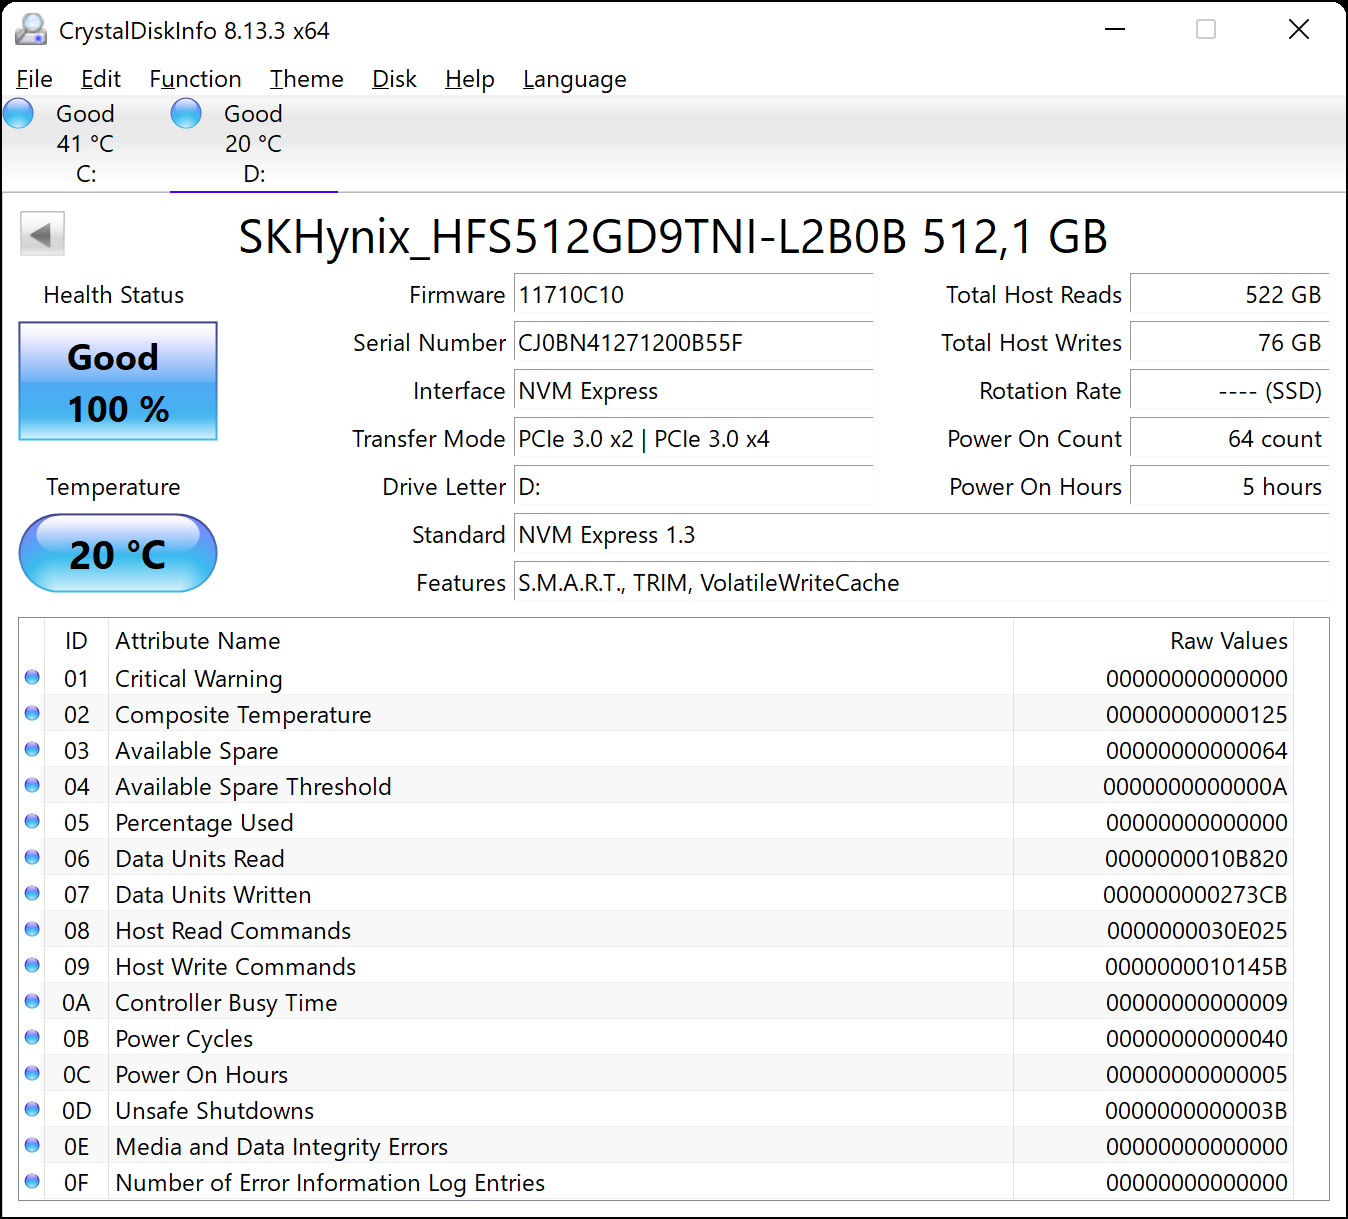 CrystalDiskInfo 8.13.3 x64
File Edit Function Theme Disk Help Language
Good Good
41 °C 20 °C
C: D:
SKHynix_HFS512GD9TNI-L2B0B 512,1 GB
Health Status
Good
100 %
Temperature
20 °C
Firmware 11710C10 Total Host Reads 522 GB
Serial Number CJ0BN41271200B55F Total Host Writes 76 GB
Interface NVM Express Rotation Rate ---- (SSD)
Transfer Mode PCIe 3.0 x2 | PCIe 3.0 x4 Power On Count 64 count
Drive Letter D: Power On Hours 5 hours
Standard NVM Express 1.3
Features S.M.A.R.T., TRIM, VolatileWriteCache
ID Attribute Name Raw Values
01 Critical Warning 00000000000000
02 Composite Temperature 00000000000125
03 Available Spare 00000000000064
04 Available Spare Threshold 0000000000000A
05 Percentage Used 00000000000000
06 Data Units Read 0000000010B820
07 Data Units Written 000000000273CB
08 Host Read Commands 0000000030E025
09 Host Write Commands 0000000010145B
0A Controller Busy Time 00000000000009
0B Power Cycles 00000000000040
0C Power On Hours 00000000000005
0D Unsafe Shutdowns 0000000000003B
0E Media and Data Integrity Errors 00000000000000
0F Number of Error Information Log Entries 00000000000000